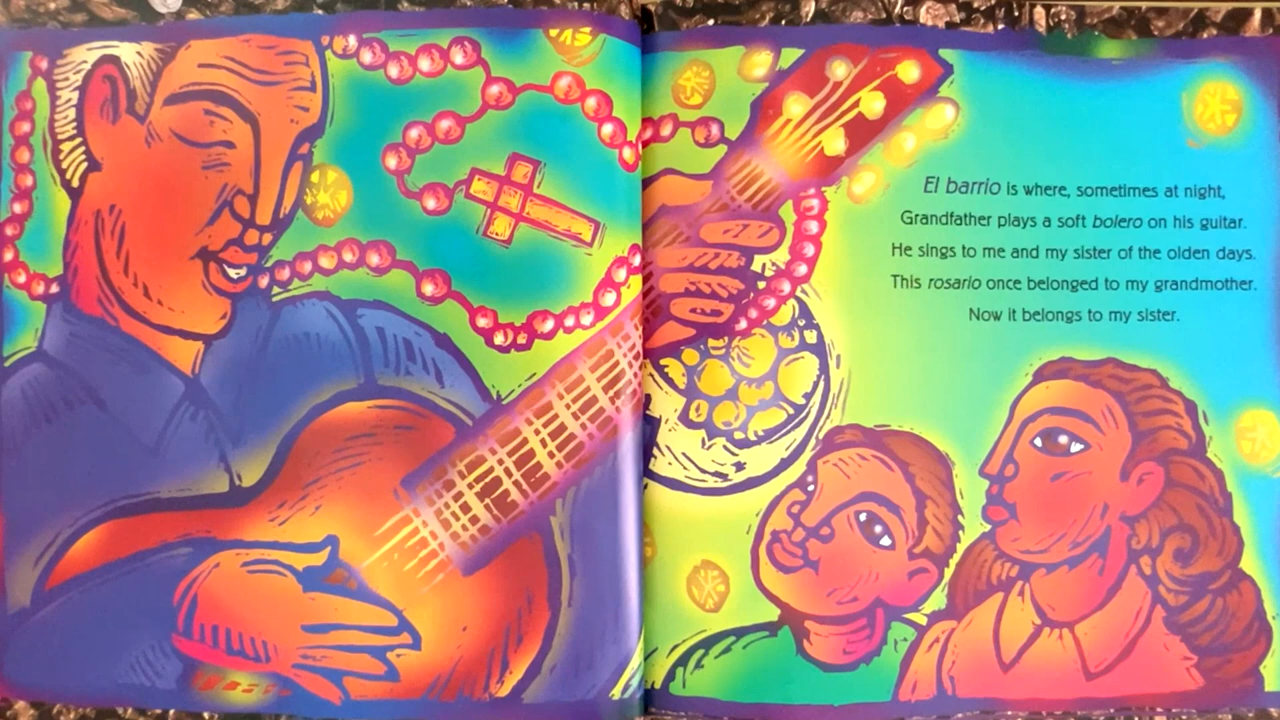 El barrio is where, sometimes at night,
Grandfather plays a soft bolero on his guitar.
He sings to me and my sister of the olden days.
This rosario once belonged to my grandmother.
Now it belongs to my sister.